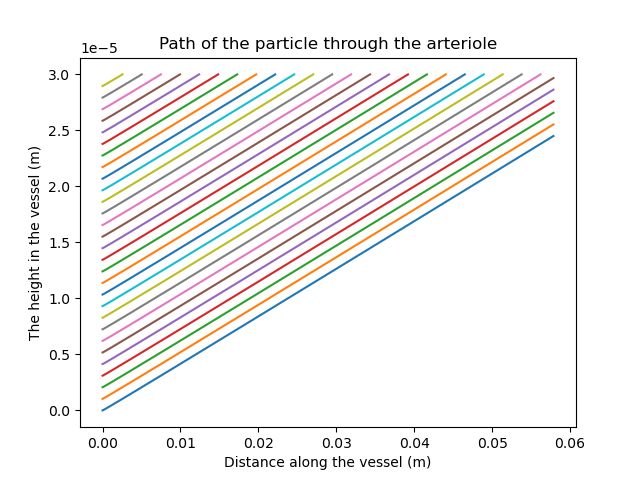 Path of the particle through the arteriole
1e−5
3.0
2.5
2.0
1.5
1.0
0.5
0.0
The height in the vessel (m)
0.00 0.01 0.02 0.03 0.04 0.05 0.06
Distance along the vessel (m)